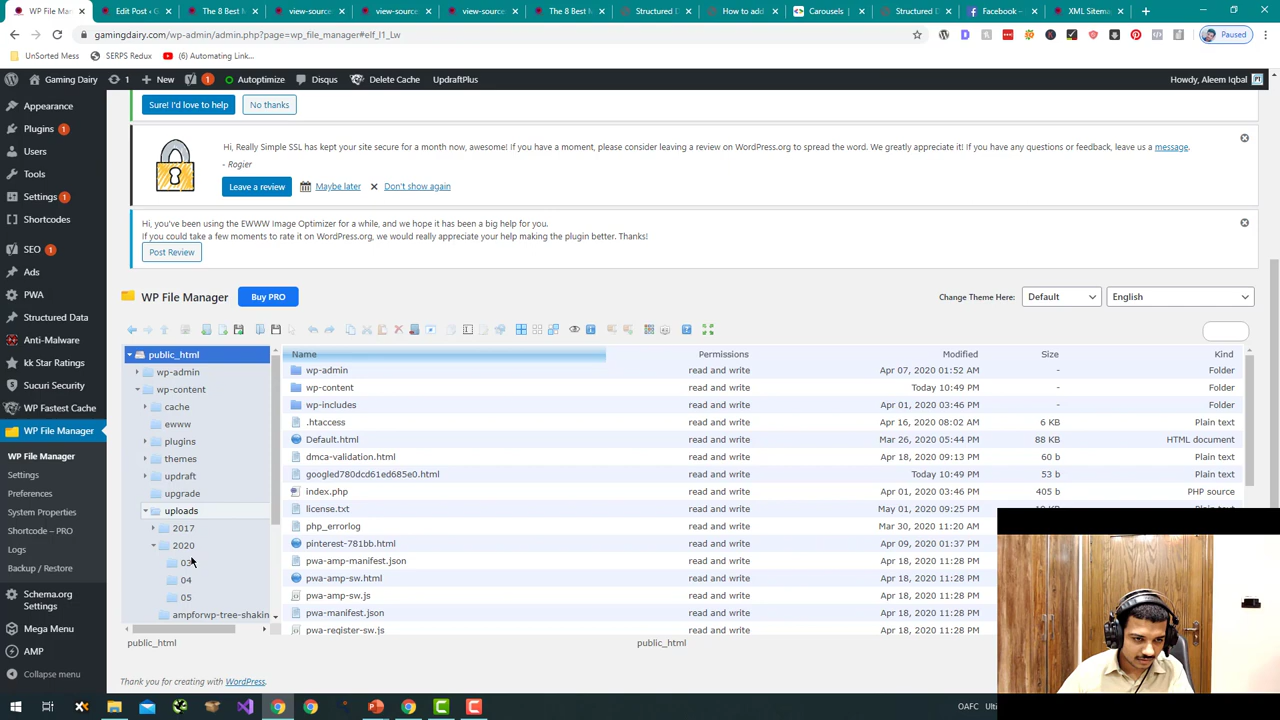 WP File Manager
Edit Post ‹ G
The 8 Best M
view-source
view-source
view-source
The 8 Best M
Structured D
How to add
Carousels |
Structured D
Facebook –
XML Sitema
gamingdairy.com/wp-admin/admin.php?page=wp_file_manager#elf_l1_Lw
Paused
UnSorted Mess
SERPS Redux
(6) Automating Link...
Gaming Dairy
1
New
1
Autoptimize
Disqus
Delete Cache
UpdraftPlus
Howdy, Aleem Iqbal
Appearance
Plugins 1
Users
Tools
Settings 1
Shortcodes
SEO 1
Ads
PWA
Structured Data
Anti-Malware
kk Star Ratings
Sucuri Security
WP Fastest Cache
WP File Manager
WP File Manager
Settings
Preferences
System Properties
Shortcode – PRO
Logs
Backup / Restore
Schema.org
Settings
Mega Menu
AMP
Collapse menu
Sure! I'd love to help
No thanks
Hi, Really Simple SSL has kept your site secure for a month now, awesome! If you have a moment, please consider leaving a review on WordPress.org to spread the word. We greatly appreciate it! If you have any questions or feedback, leave us a message.
- Rogier
Leave a review
Maybe later
Don't show again
Hi, you've been using the EWWW Image Optimizer for a while, and we hope it has been a big help for you.
If you could take a few moments to rate it on WordPress.org, we would really appreciate your help making the plugin better. Thanks!
Post Review
WP File Manager
Buy PRO
Change Theme Here:
Default
English
public_html
wp-admin
wp-content
cache
ewww
plugins
themes
updraft
upgrade
uploads
2017
2020
03
04
05
ampforwp-tree-shakin
Name Permissions Modified Size Kind
wp-admin read and write Apr 07, 2020 01:52 AM - Folder
wp-content read and write Today 10:49 PM - Folder
wp-includes read and write Apr 01, 2020 03:46 PM - Folder
.htaccess read and write Apr 16, 2020 08:02 AM 6 KB Plain text
Default.html read and write Mar 26, 2020 05:44 PM 88 KB HTML document
dmca-validation.html read and write Apr 18, 2020 09:13 PM 60 b Plain text
googled780dcd61ed685e0.html read and write Today 10:49 PM 53 b Plain text
index.php read and write Apr 01, 2020 03:46 PM 405 b PHP source
license.txt read and write May 01, 2020 09:25 PM
php_errorlog read and write Mar 30, 2020 11:20 AM
pinterest-781bb.html read and write Apr 09, 2020 01:37 PM
pwa-amp-manifest.json read and write Apr 18, 2020 11:28 PM
pwa-amp-sw.html read and write Apr 18, 2020 11:28 PM
pwa-amp-sw.js read and write Apr 18, 2020 11:28 PM
pwa-manifest.json read and write Apr 18, 2020 11:28 PM
pwa-register-sw.js read and write Apr 18, 2020 11:28 PM
public_html
public_html
Thank you for creating with WordPress.
OAFC